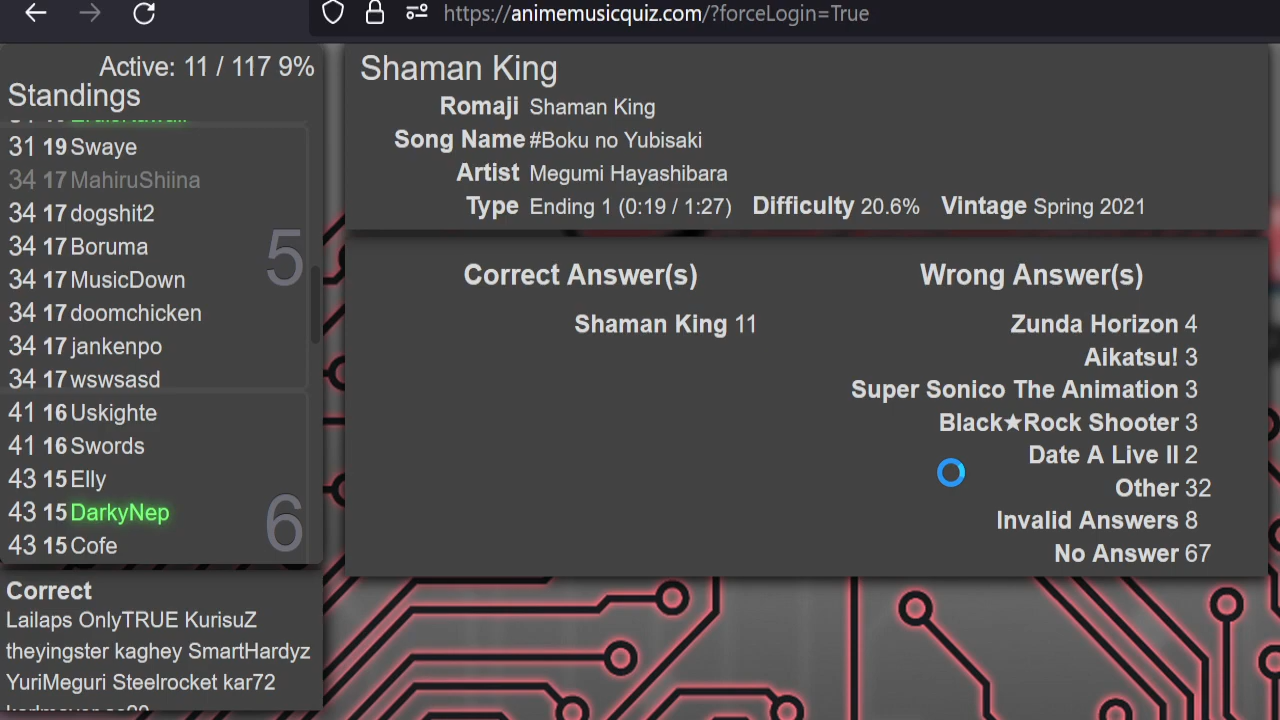 https://animemusicquiz.com/?forceLogin=True
Active: 11 / 117 9%
Standings
31 19 Swaye
34 17 MahiruShiina
34 17 dogshit2
34 17 Boruma
34 17 MusicDown
34 17 doomchicken
34 17 jankenpo
34 17 wswsasd
5
41 16 Uskighte
41 16 Swords
43 15 Elly
43 15 DarkyNep
43 15 Cofe
6
Correct
Lailaps OnlyTRUE KurisuZ
theyingster kaghey SmartHardyz
YuriMeguri Steelrocket kar72
Shaman King
Romaji Shaman King
Song Name #Boku no Yubisaki
Artist Megumi Hayashibara
Type Ending 1 (0:19 / 1:27) Difficulty 20.6% Vintage Spring 2021
Correct Answer(s)
Shaman King 11
Wrong Answer(s)
Zunda Horizon 4
Aikatsu! 3
Super Sonico The Animation 3
Black★Rock Shooter 3
Date A Live II 2
Other 32
Invalid Answers 8
No Answer 67